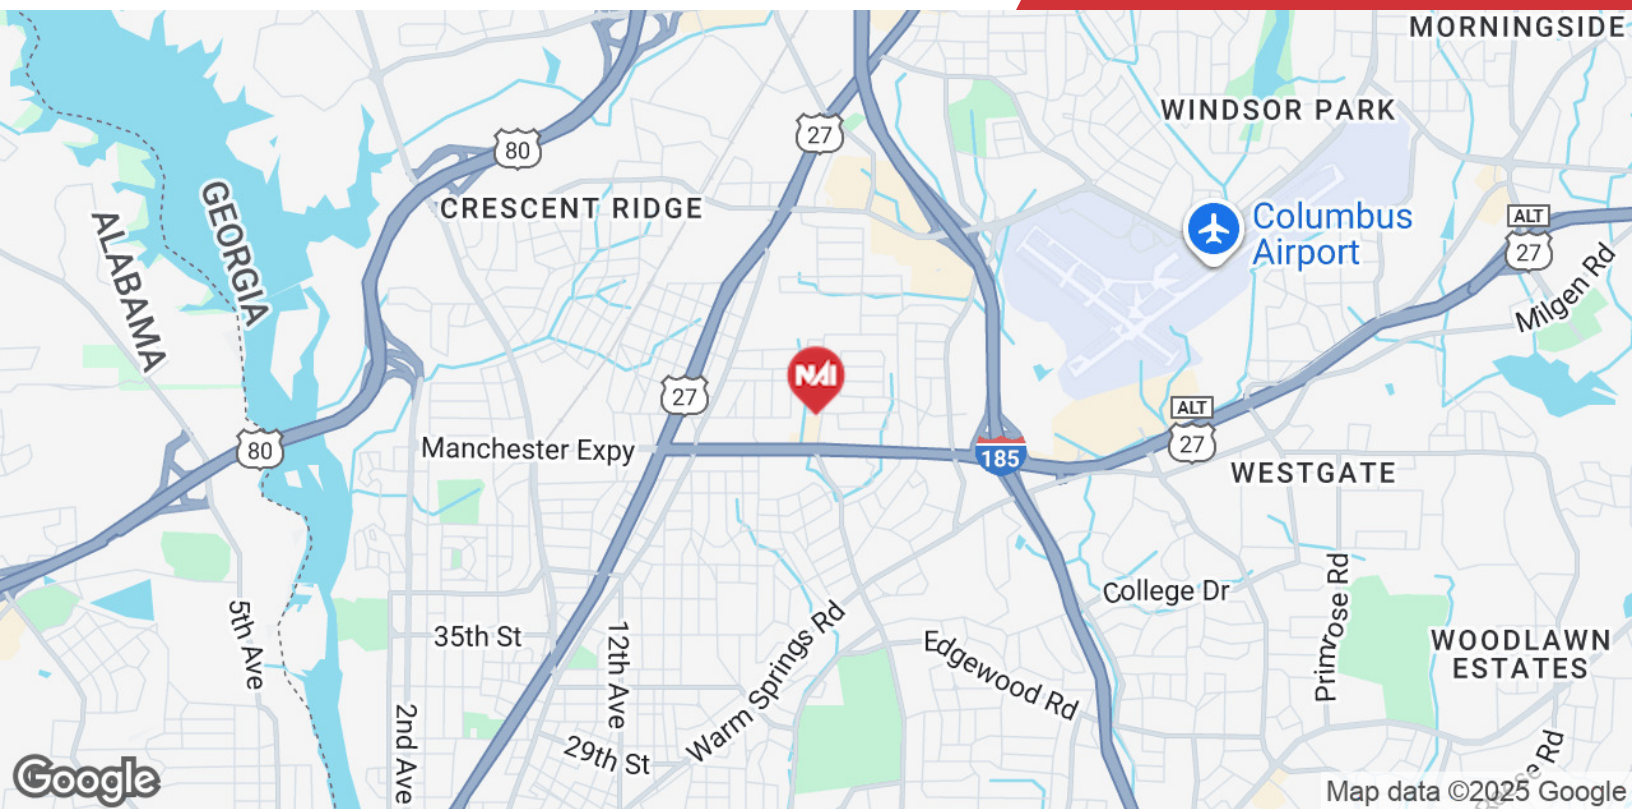 MORNINGSIDE
WINDSOR PARK
27
80
CRESCENT RIDGE
GEORGIA
ALABAMA
Columbus
Airport
ALT
27
Milgen Rd
NAI
27
ALT
27
80
Manchester Expy
185
WESTGATE
College Dr
Primrose Rd
5th Ave
35th St
12th Ave
Warm Springs Rd
Edgewood Rd
WOODLAWN
ESTATES
2nd Ave
29th St
Google
Rd
Map data ©2025 Google